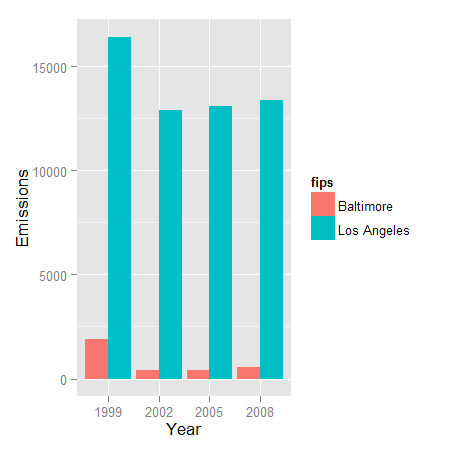 Emissions
15000
10000
5000
0
1999 2002 2005 2008
Year
fips
Baltimore
Los Angeles